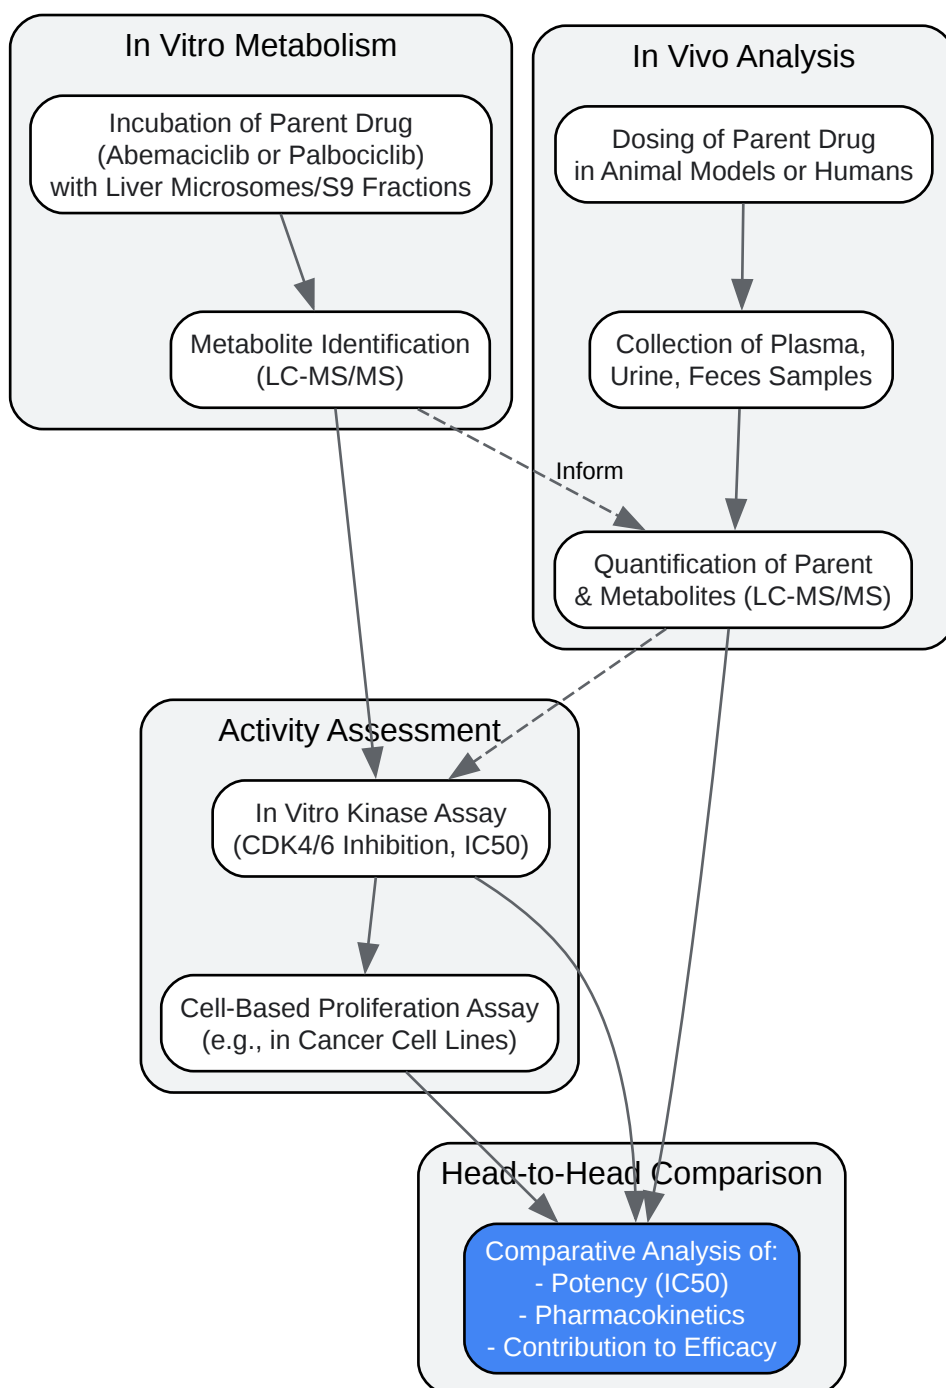 In Vitro Metabolism
Incubation of Parent Drug
(Abemaciclib or Palbociclib)
with Liver Microsomes/S9 Fractions
Metabolite Identification
(LC-MS/MS)
In Vivo Analysis
Dosing of Parent Drug
in Animal Models or Humans
Collection of Plasma,
Urine, Feces Samples
Inform
Quantification of Parent
& Metabolites (LC-MS/MS)
Activity Assessment
In Vitro Kinase Assay
(CDK4/6 Inhibition, IC50)
Cell-Based Proliferation Assay
(e.g., in Cancer Cell Lines)
Head-to-Head Comparison
Comparative Analysis of:
- Potency (IC50)
- Pharmacokinetics
- Contribution to Efficacy